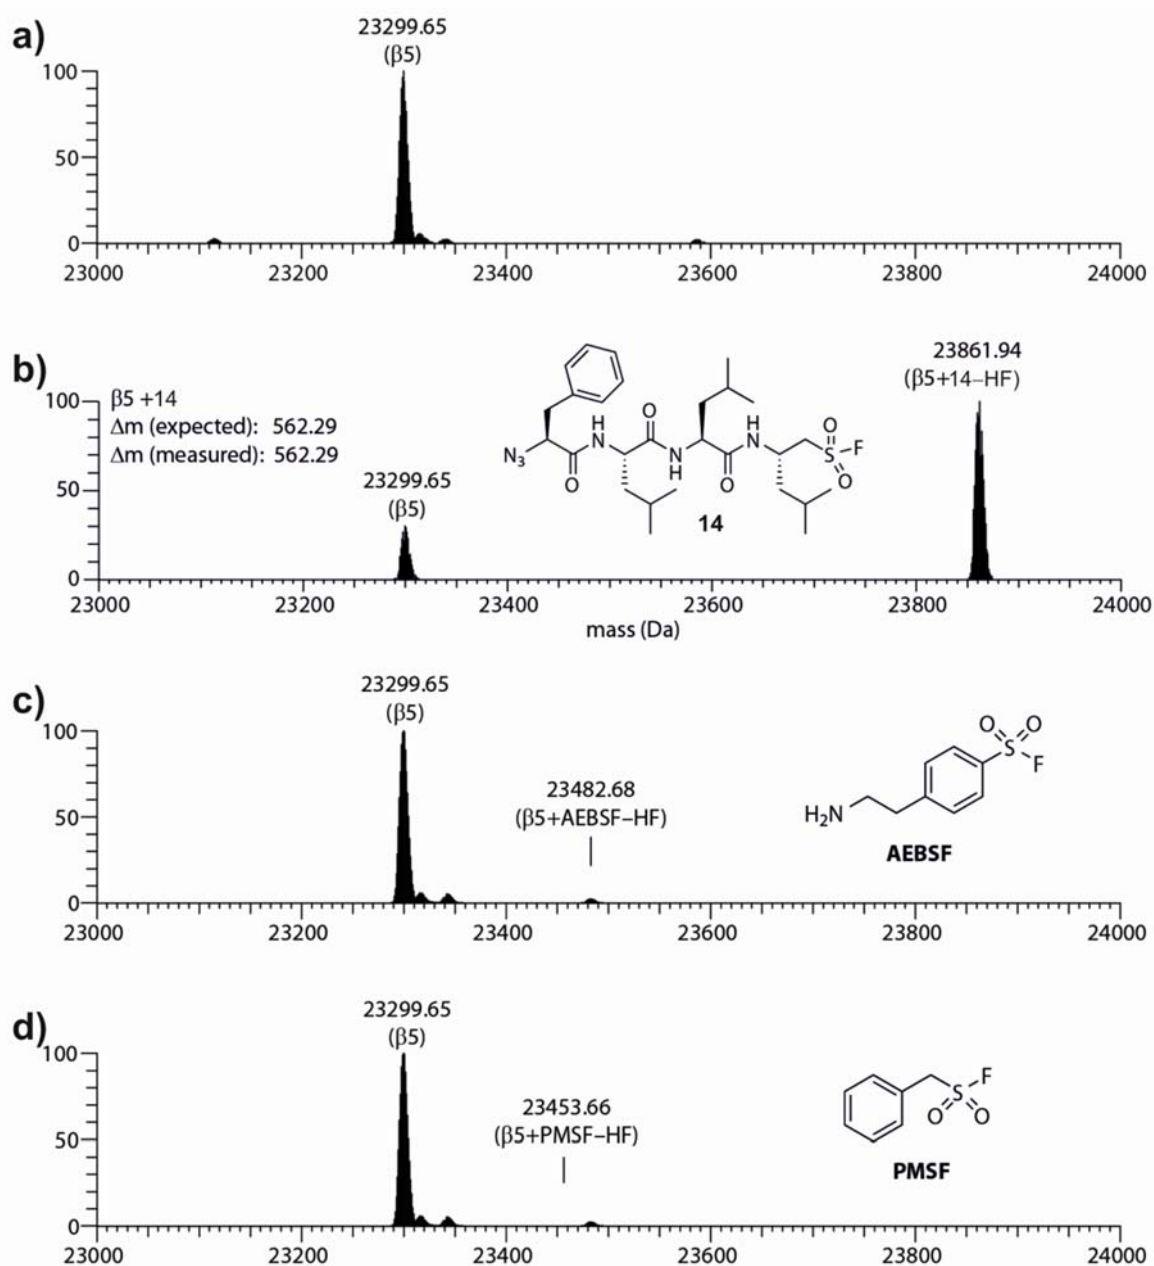 a)
23299.65
(β5)
100
50
0
23000 23200 23400 23600 23800 24000
b)
β5 +14
Δm (expected): 562.29
Δm (measured): 562.29
23861.94
(β5+14–HF)
100
23299.65
(β5)
50
0
N3
O
H
N
O
N
H
O
H
N
O
S
F
O
14
23000 23200 23400 23600 23800 24000
mass (Da)
c)
23299.65
(β5)
100
23482.68
(β5+AEBSF–HF)
50
0
O O
S
F
H2N
AEBSF
23000 23200 23400 23600 23800 24000
d)
23299.65
(β5)
100
23453.66
(β5+PMSF–HF)
50
0
F
S
O O
PMSF
23000 23200 23400 23600 23800 24000